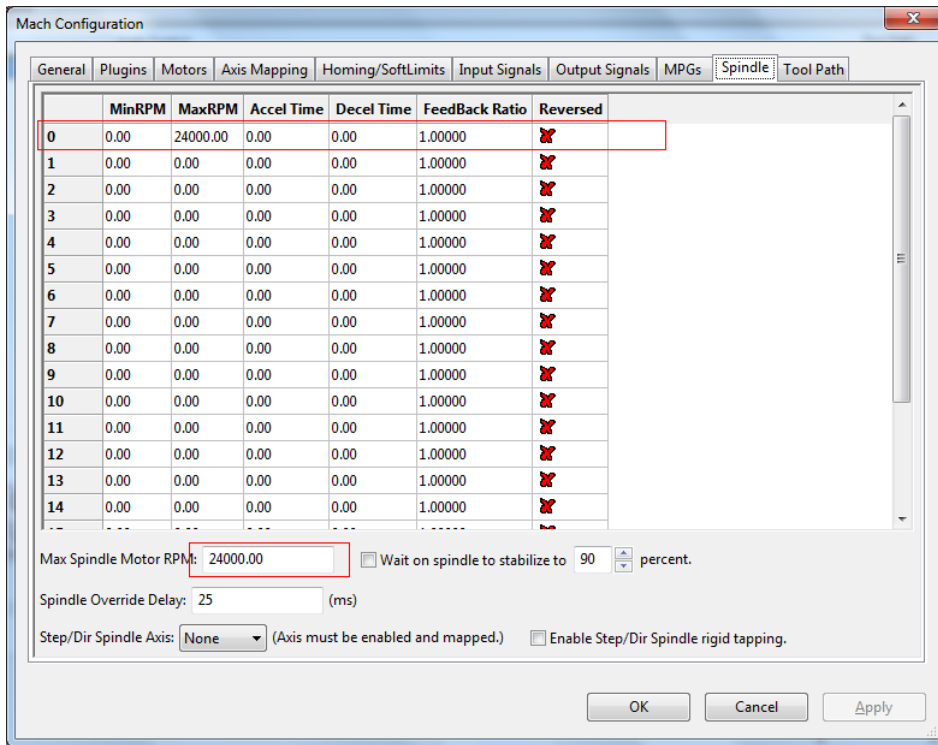 Mach Configuration
General Plugins Motors Axis Mapping Homing/SoftLimits Input Signals Output Signals MPGs Spindle Tool Path
MinRPM MaxRPM Accel Time Decel Time FeedBack Ratio Reversed
0 0.00 24000.00 0.00 0.00 1.00000
1 0.00 0.00 0.00 0.00 1.00000
2 0.00 0.00 0.00 0.00 1.00000
3 0.00 0.00 0.00 0.00 1.00000
4 0.00 0.00 0.00 0.00 1.00000
5 0.00 0.00 0.00 0.00 1.00000
6 0.00 0.00 0.00 0.00 1.00000
7 0.00 0.00 0.00 0.00 1.00000
8 0.00 0.00 0.00 0.00 1.00000
9 0.00 0.00 0.00 0.00 1.00000
10 0.00 0.00 0.00 0.00 1.00000
11 0.00 0.00 0.00 0.00 1.00000
12 0.00 0.00 0.00 0.00 1.00000
13 0.00 0.00 0.00 0.00 1.00000
14 0.00 0.00 0.00 0.00 1.00000
Max Spindle Motor RPM: 24000.00 Wait on spindle to stabilize to 90 percent.
Spindle Override Delay: 25 (ms)
Step/Dir Spindle Axis: None (Axis must be enabled and mapped.) Enable Step/Dir Spindle rigid tapping.
OK Cancel Apply